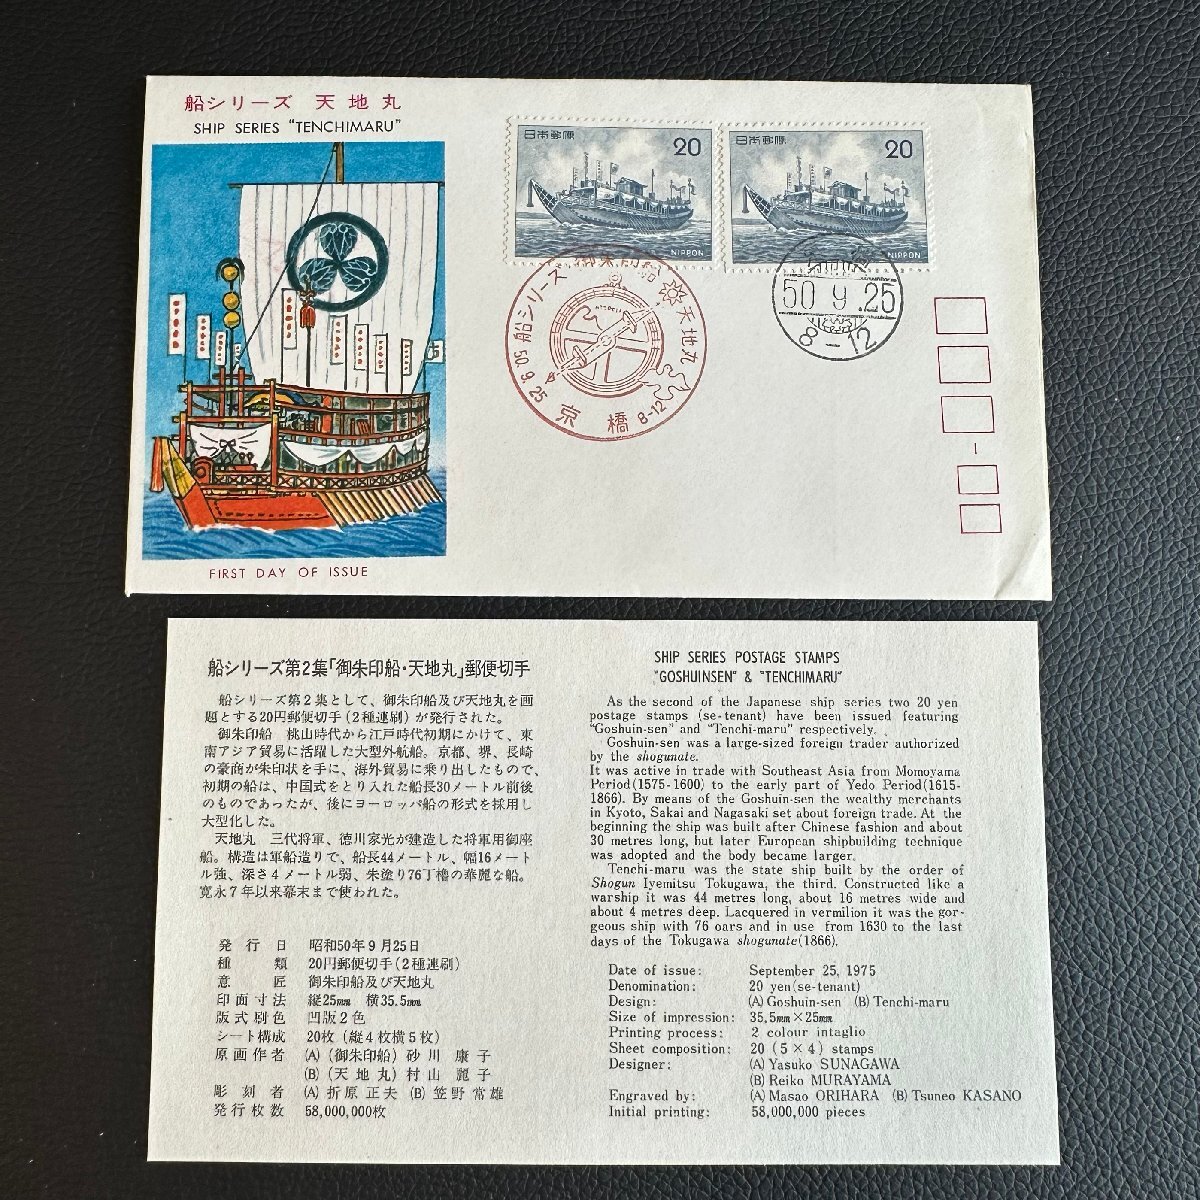 船シリーズ 天地丸
SHIP SERIES "TENCHIMARU"
日本郵便 20
NIPPON
日本郵便 20
NIPPON
船シリーズ 御朱印船 天地丸
50.9.25
京橋
8-12
50.9.25
8-12
FIRST DAY OF ISSUE
船シリーズ第2集「御朱印船・天地丸」郵便切手
船シリーズ第2集として、御朱印船及び天地丸を画
題とする20円郵便切手(2種連刷)が発行された。
御朱印船 桃山時代から江戸時代初期にかけて、東
南アジア貿易に活躍した大型外航船。京都、堺、長崎
の豪商が朱印状を手に、海外貿易に乗り出したもので、
初期の船は、中国式をとり入れた船長30メートル前後
のものであったが、後にヨーロッパ船の形式を採用し
大型化した。
天地丸 三代将軍、徳川家光が建造した将軍用御座
船。構造は軍船造りで、船長44メートル、幅16メート
ル強、深さ4メートル弱、朱塗り76丁櫓の華麗な船。
寛永7年以来幕末まで使われた。
発行日 昭和50年9月25日
種類 20円郵便切手(2種連刷)
意匠 御朱印船及び天地丸
印面寸法 縦25mm 横35.5mm
版式刷色 凹版2色
シート構成 20枚(縦4枚横5枚)
原画作者 (A)(御朱印船)砂川康子
(B)(天地丸)村山麗子
彫刻者 (A)折原正夫 (B)笠野常雄
発行枚数 58,000,000枚
SHIP SERIES POSTAGE STAMPS
"GOSHUINSEN" & "TENCHIMARU"
As the second of the Japanese ship series two 20 yen
postage stamps (se-tenant) have been issued featuring
"Goshuin-sen" and "Tenchi-maru" respectively.
Goshuin-sen was a large-sized foreign trader authorized
by the shogunate.
It was active in trade with Southeast Asia from Momoyama
Period(1575-1600) to the early part of Yedo Period(1615-
1866). By means of the Goshuin-sen the wealthy merchants
in Kyoto, Sakai and Nagasaki set about foreign trade. At the
beginning the ship was built after Chinese fashion and about
30 metres long, but later European shipbuilding technique
was adopted and the body became larger.
Tenchi-maru was the state ship built by the order of
Shogun Iyemitsu Tokugawa, the third. Constructed like a
warship it was 44 metres long, about 16 metres wide and
about 4 metres deep. Lacquered in vermilion it was the gor-
geous ship with 76 oars and in use from 1630 to the last
days of the Tokugawa shogunate(1866).
Date of issue: September 25, 1975
Denomination: 20 yen(se-tenant)
Design: (A) Goshuin-sen (B) Tenchi-maru
Size of impression: 35.5mm×25mm
Printing process: 2 colour intaglio
Sheet composition: 20 (5×4) stamps
Designer: (A) Yasuko SUNAGAWA
(B) Reiko MURAYAMA
Engraved by: (A) Masao ORIHARA (B) Tsuneo KASANO
Initial printing: 58,000,000 pieces